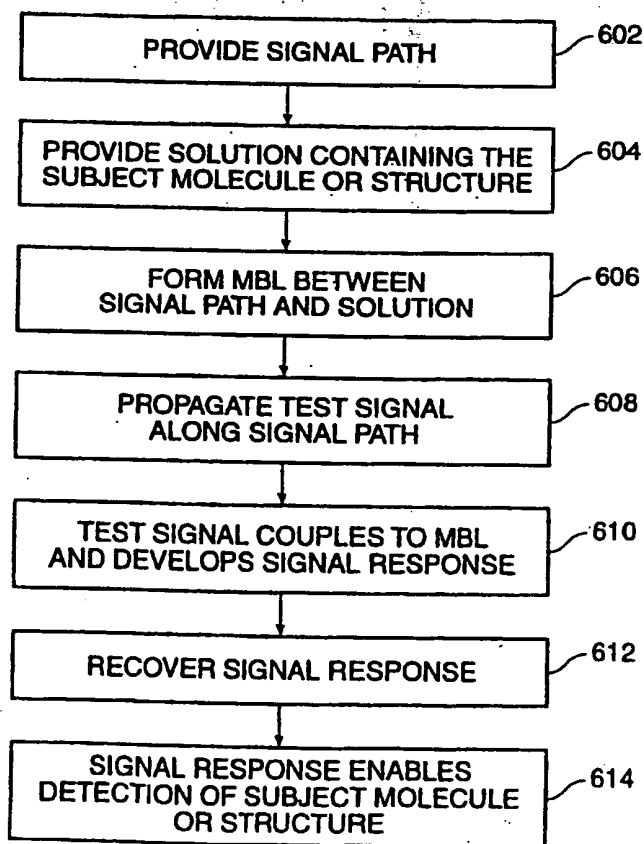 PROVIDE SIGNAL PATH
602
PROVIDE SOLUTION CONTAINING THE
SUBJECT MOLECULE OR STRUCTURE
604
FORM MBL BETWEEN
SIGNAL PATH AND SOLUTION
606
PROPAGATE TEST SIGNAL
ALONG SIGNAL PATH
608
TEST SIGNAL COUPLES TO MBL
AND DEVELOPS SIGNAL RESPONSE
610
RECOVER SIGNAL RESPONSE
612
SIGNAL RESPONSE ENABLES
DETECTION OF SUBJECT MOLECULE
OR STRUCTURE
614